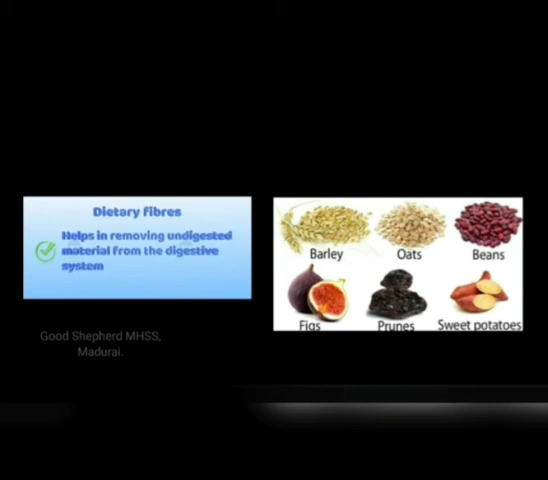 Dietary fibres
Helps in removing undigested
material from the digestive
system
Barley
Oats
Beans
Figs
Prunes
Sweet potatoes
Good Shepherd MHSS,
Madurai.